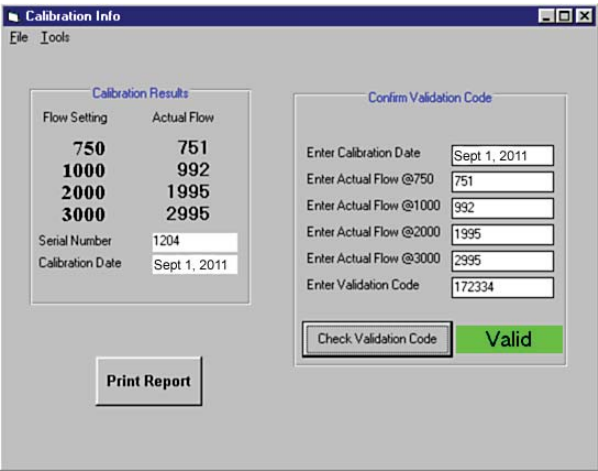 Calibration Info
File Tools
Calibration Results
Flow Setting Actual Flow
750 751
1000 992
2000 1995
3000 2995
Serial Number 1204
Calibration Date Sept 1, 2011
Print Report
Confirm Validation Code
Enter Calibration Date Sept 1, 2011
Enter Actual Flow @750 751
Enter Actual Flow @1000 992
Enter Actual Flow @2000 1995
Enter Actual Flow @3000 2995
Enter Validation Code 172334
Check Validation Code Valid